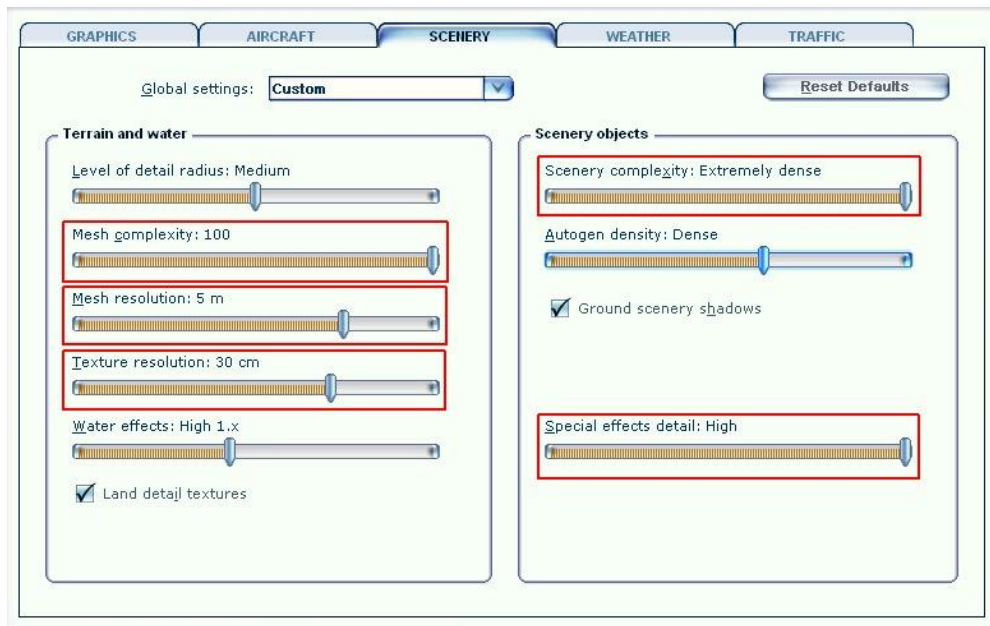 GRAPHICS
AIRCRAFT
SCENERY
WEATHER
TRAFFIC
Global settings: Custom
Reset Defaults
Terrain and water
Level of detail radius: Medium
Mesh complexity: 100
Mesh resolution: 5 m
Texture resolution: 30 cm
Water effects: High 1.x
Land detail textures
Scenery objects
Scenery complexity: Extremely dense
Autogen density: Dense
Ground scenery shadows
Special effects detail: High